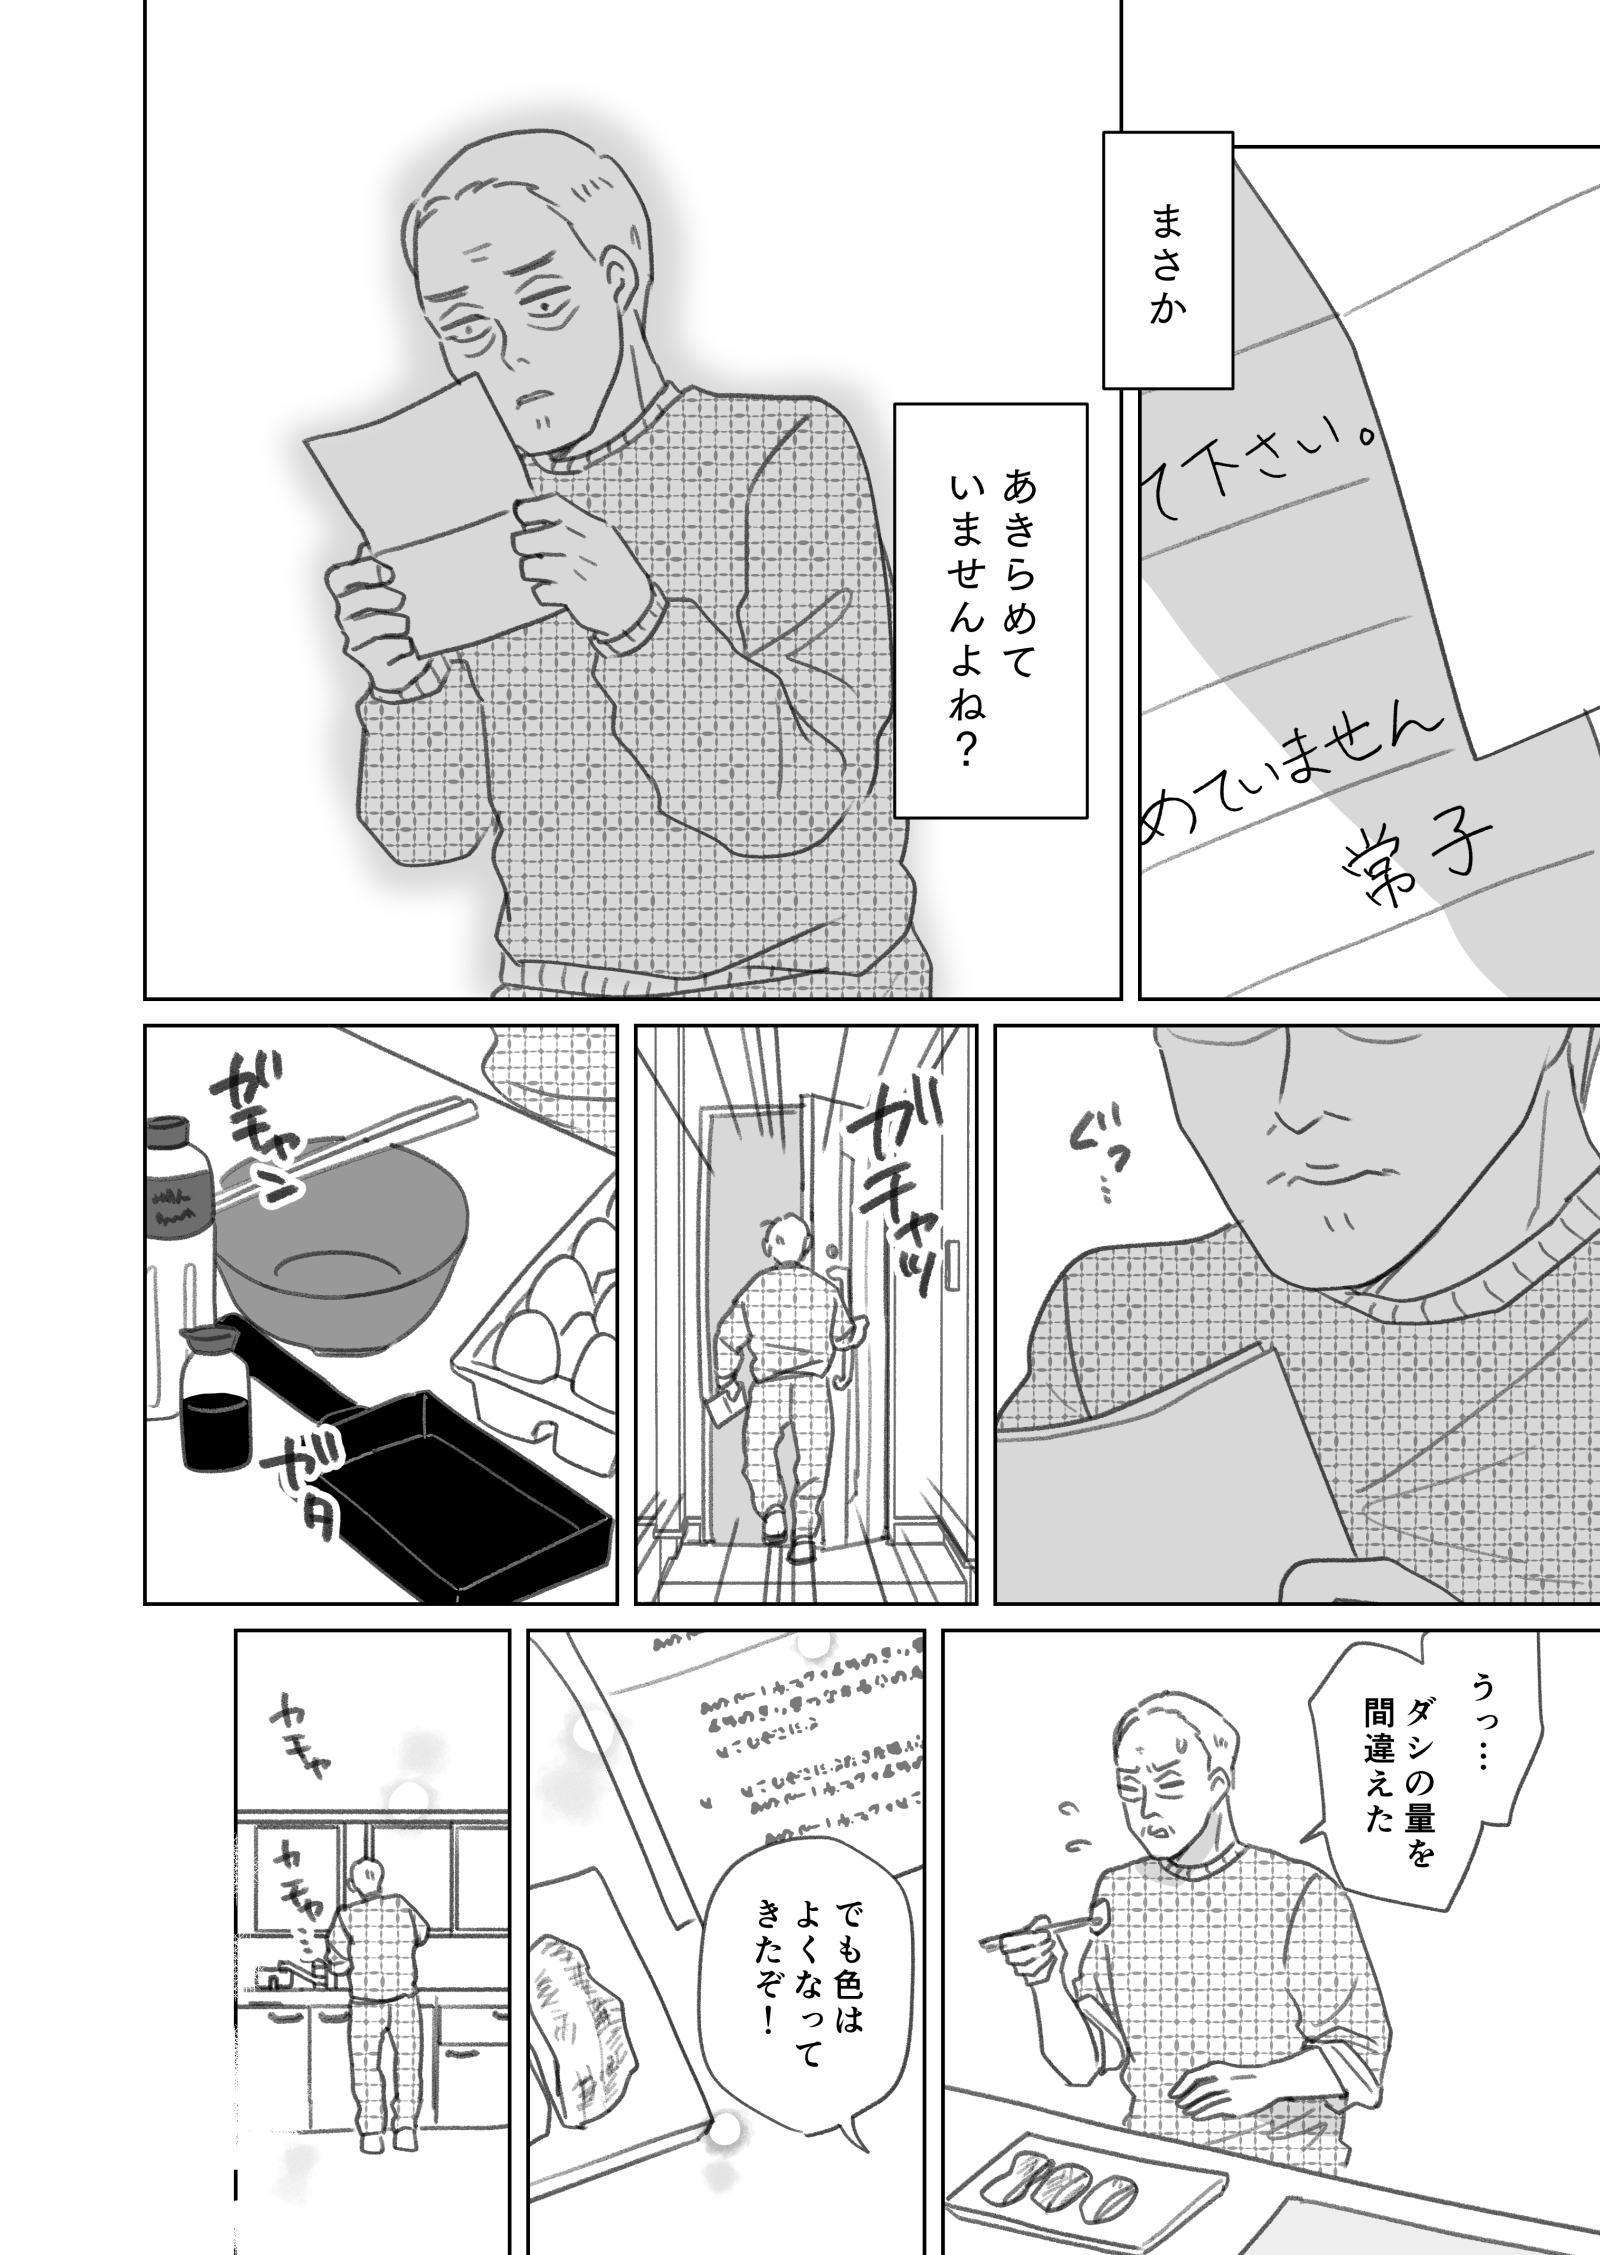 まさか
て下さい。
めていません
常子
あきらめて
いませんよね?
ぐっ…
ガチャッ
ガチャン
ガタ
うっ…
ダシの量を
間違えた
でも色は
よくなって
きたぞ!
カチャ
カチャ…